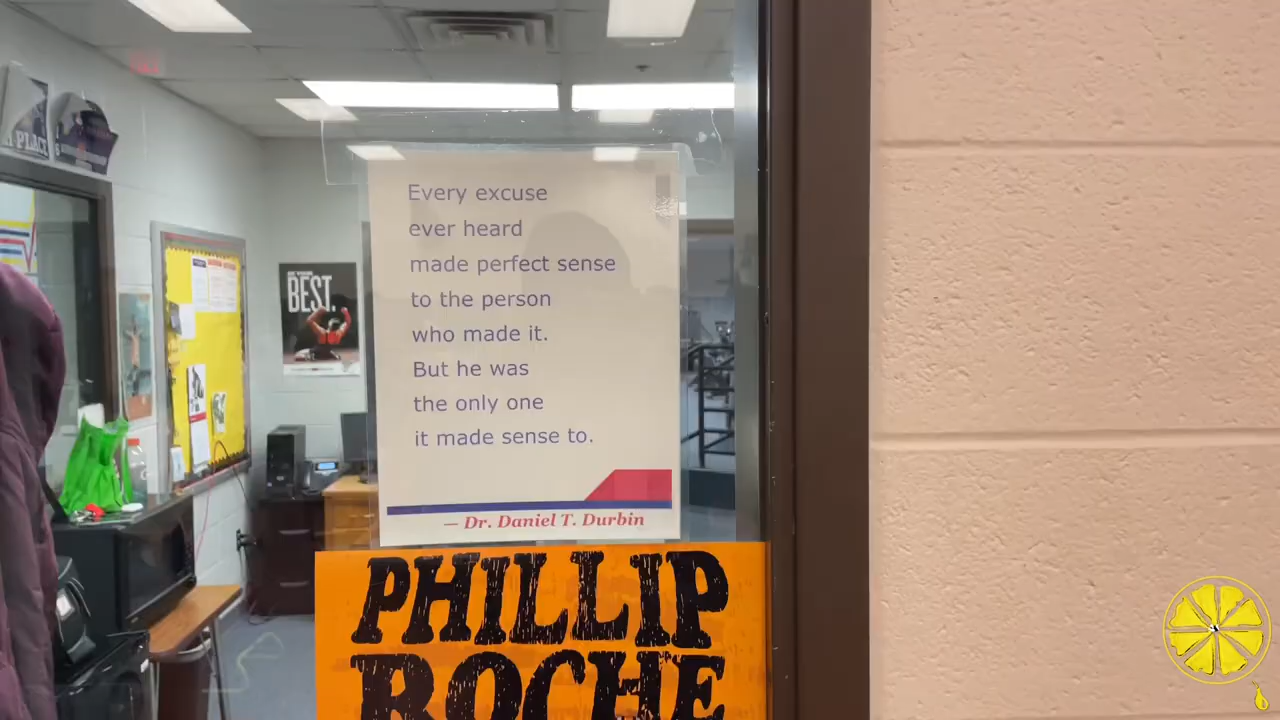 Every excuse
ever heard
made perfect sense
to the person
who made it.
But he was
the only one
it made sense to.
— Dr. Daniel T. Durbin
PHILLIP
ROCHE
BEST.
PLACE